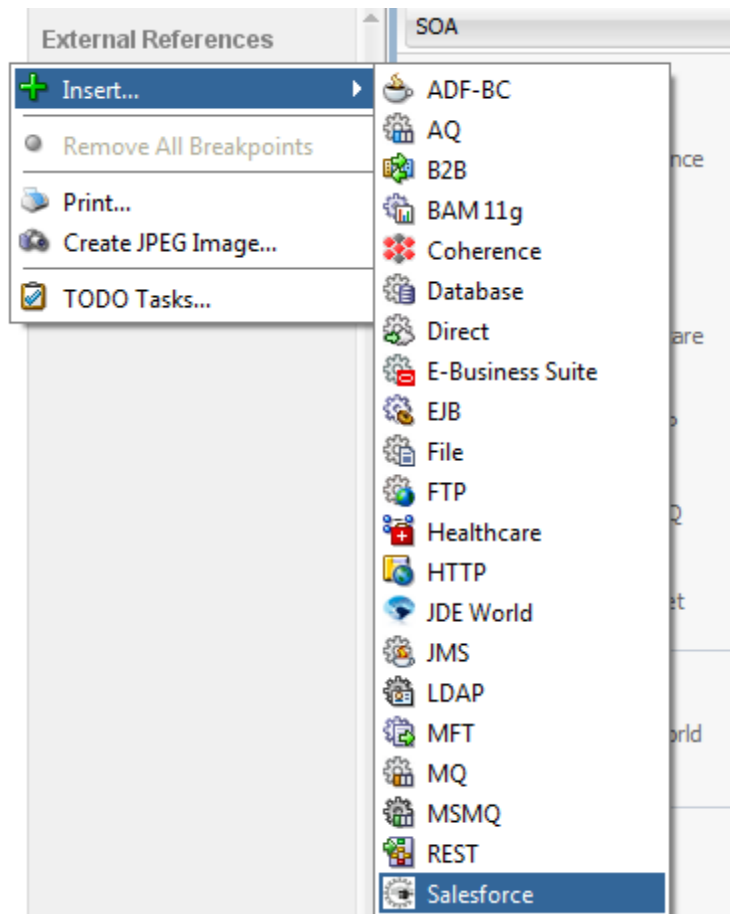 External References
SOA
Insert...
Remove All Breakpoints
Print...
Create JPEG Image...
TODO Tasks...
ADF-BC
AQ
B2B
BAM 11g
Coherence
Database
Direct
E-Business Suite
EJB
File
FTP
Healthcare
HTTP
JDE World
JMS
LDAP
MFT
MQ
MSMQ
REST
Salesforce